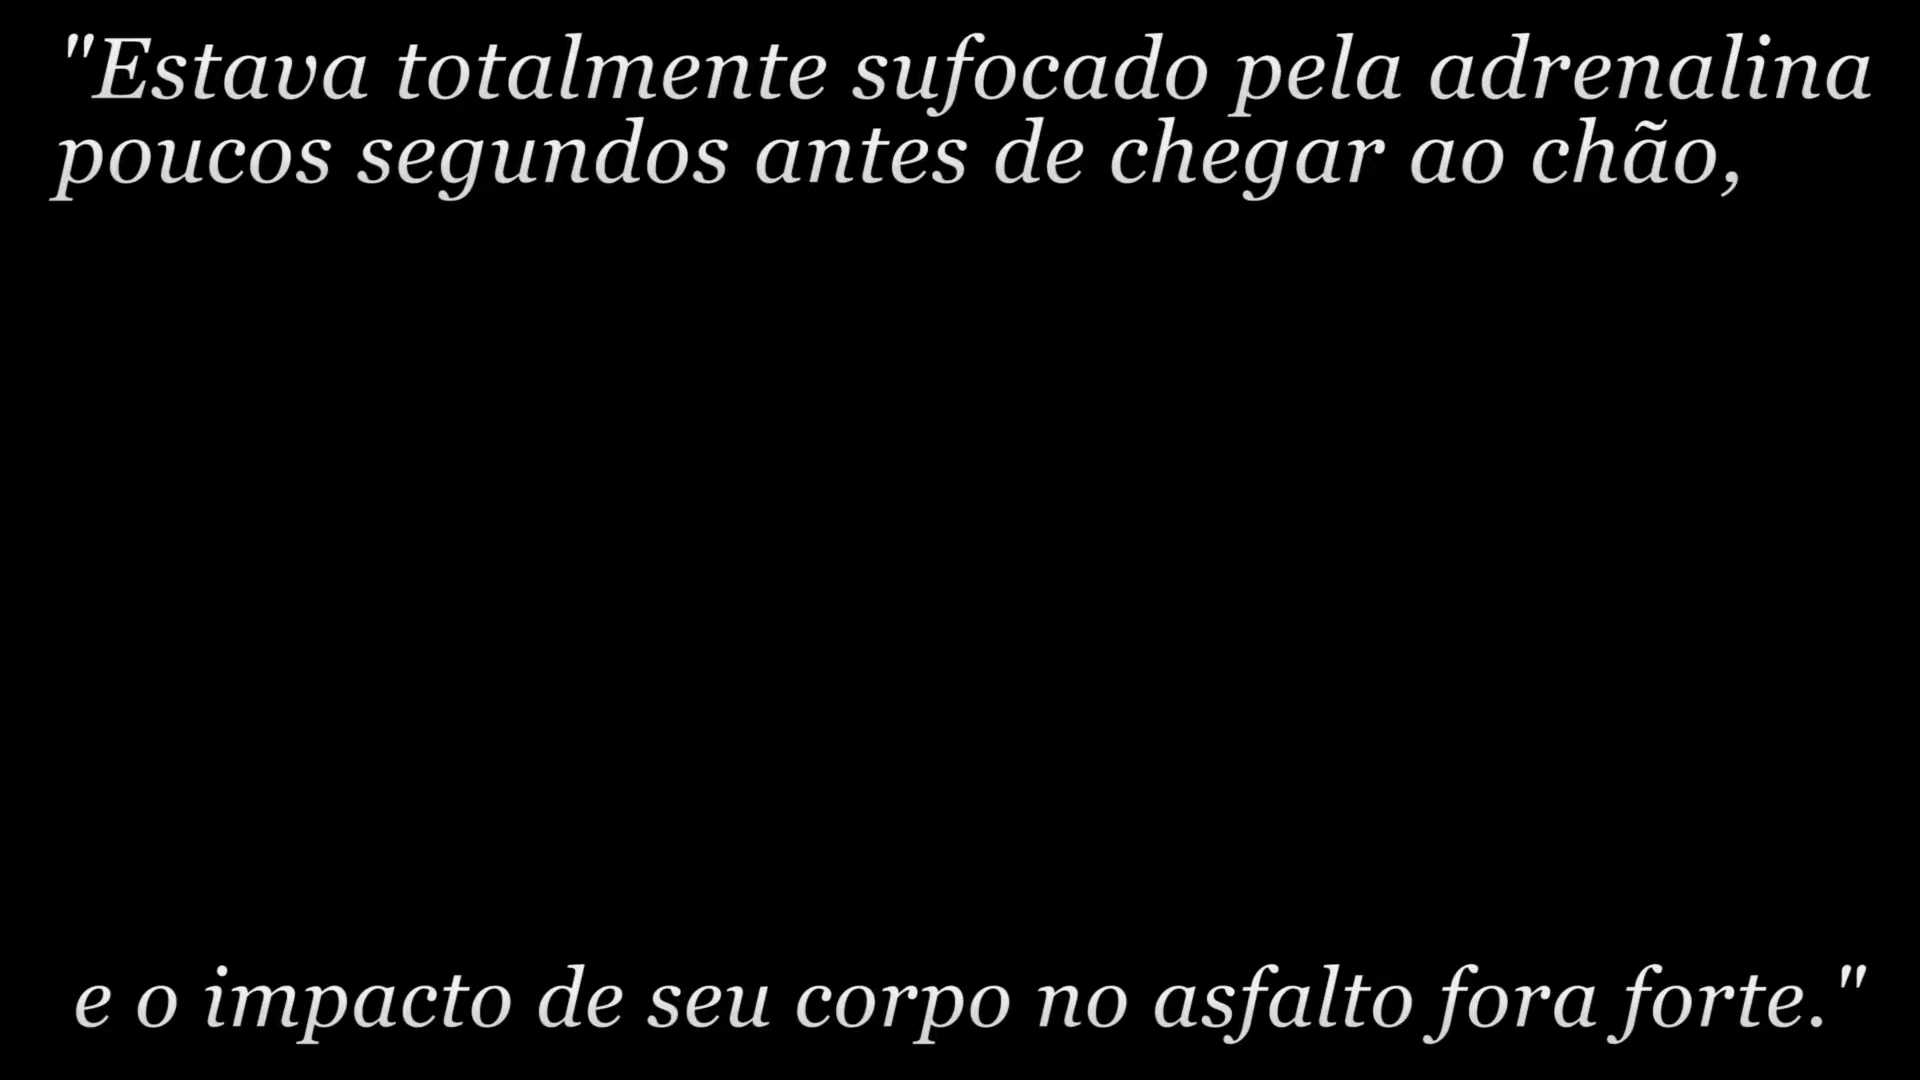 "Estava totalmente sufocado pela adrenalina
poucos segundos antes de chegar ao chão,
e o impacto de seu corpo no asfalto fora forte."